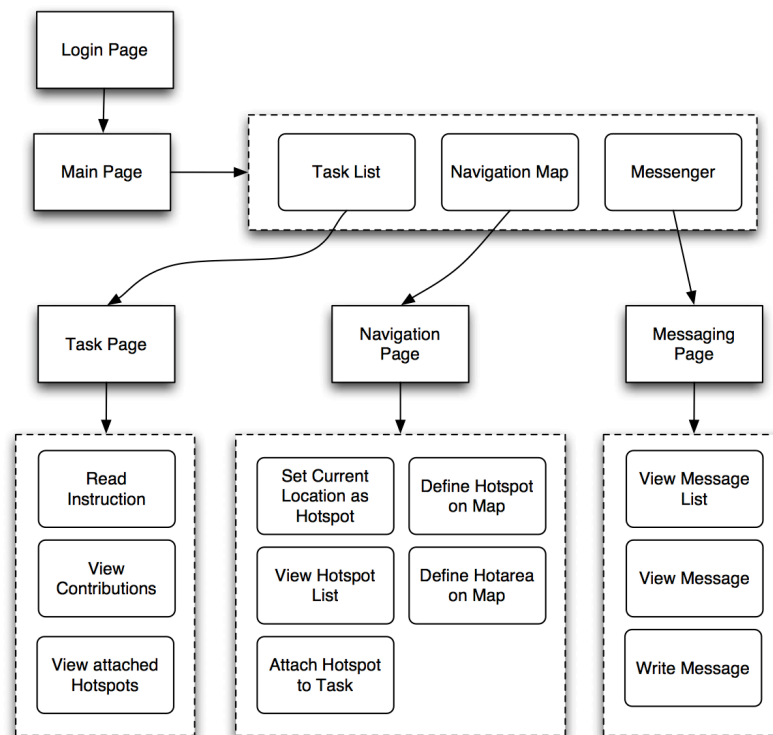 Login Page
Main Page
Task List
Navigation Map
Messenger
Task Page
Navigation
Page
Messaging
Page
Read
Instruction
View
Contributions
View attached
Hotspots
Set Current
Location as
Hotspot
Define Hotspot
on Map
View Hotspot
List
Define Hotarea
on Map
Attach Hotspot
to Task
View Message
List
View Message
Write Message